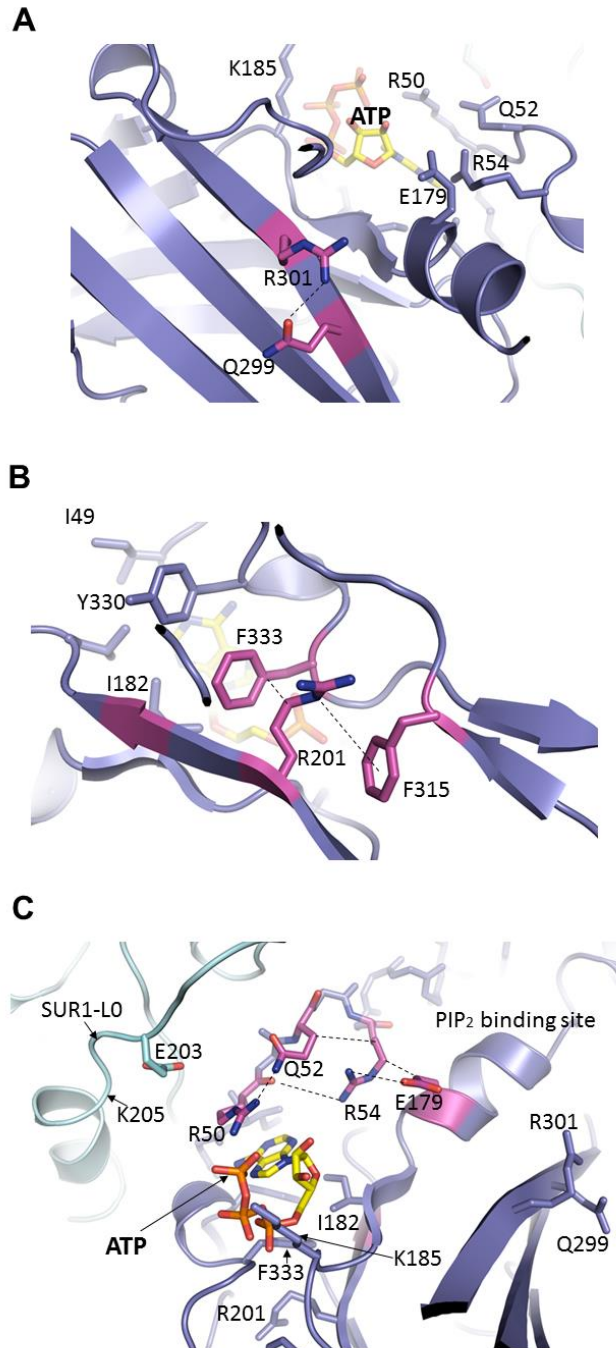 A
K185
R50
ATP
Q52
R54
E179
R301
Q299
B
I49
Y330
F333
I182
R201
F315
C
SUR1-L0
PIP₂ binding site
E203
Q52
E179
K205
R54
R301
R50
I182
ATP
K185
Q299
F333
R201